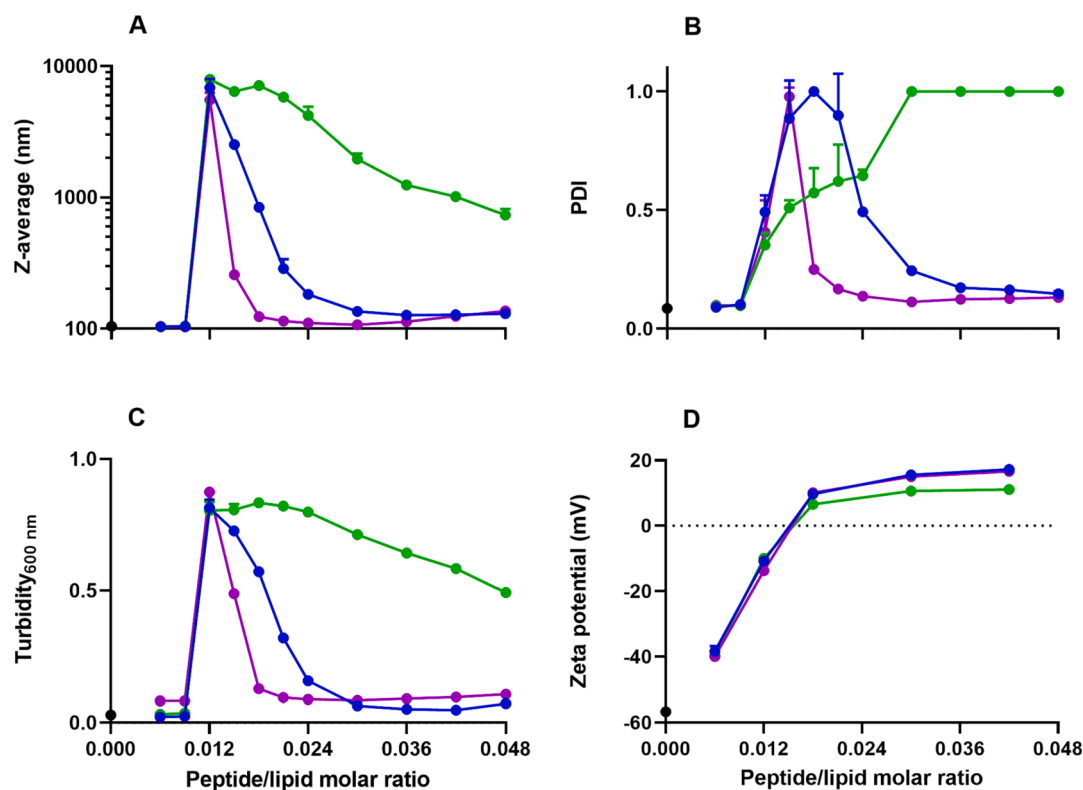 A
Z-average (nm)
10000
1000
100
B
PDI
1.0
0.5
0.0
C
Turbidity600 nm
1.0
0.5
0.0
0.000
0.012
0.024
0.036
0.048
Peptide/lipid molar ratio
D
Zeta potential (mV)
20
0
-20
-40
-60
0.000
0.012
0.024
0.036
0.048
Peptide/lipid molar ratio